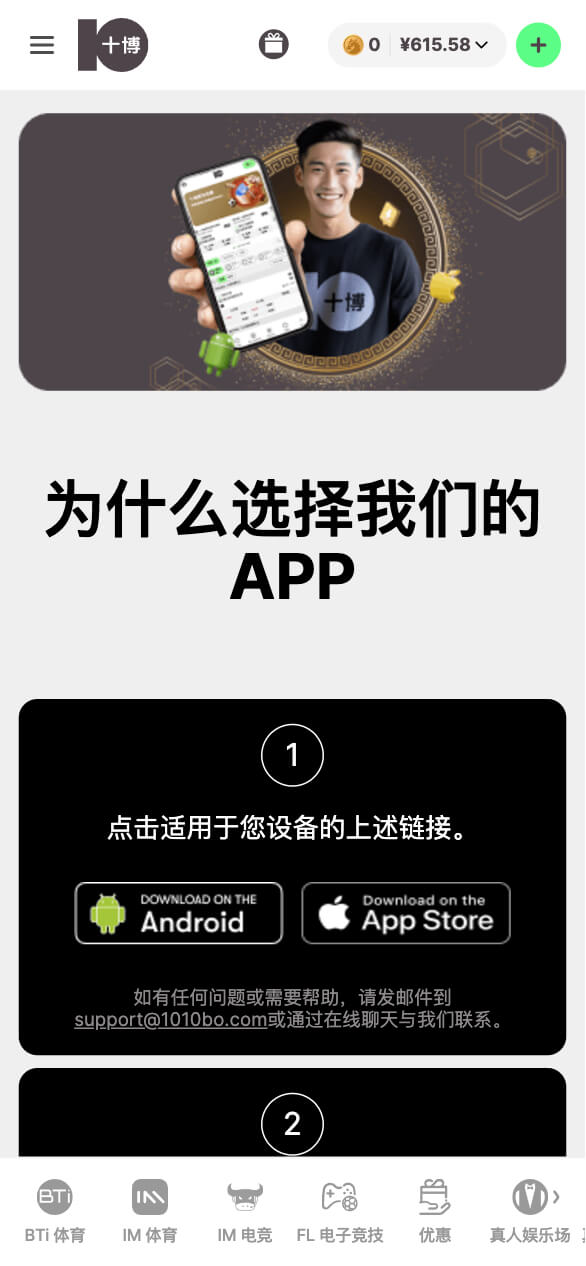 十博
0
¥615.58
十博
为什么选择我们的
APP
1
点击适用于您设备的上述链接。
DOWNLOAD ON THE
Android
Download on the
App Store
如有任何问题或需要帮助，请发邮件到
support@1010bo.com或通过在线聊天与我们联系。
2
BTi
IM
BTi 体育
IM 体育
IM 电竞
FL 电子竞技
优惠
真人娱乐场